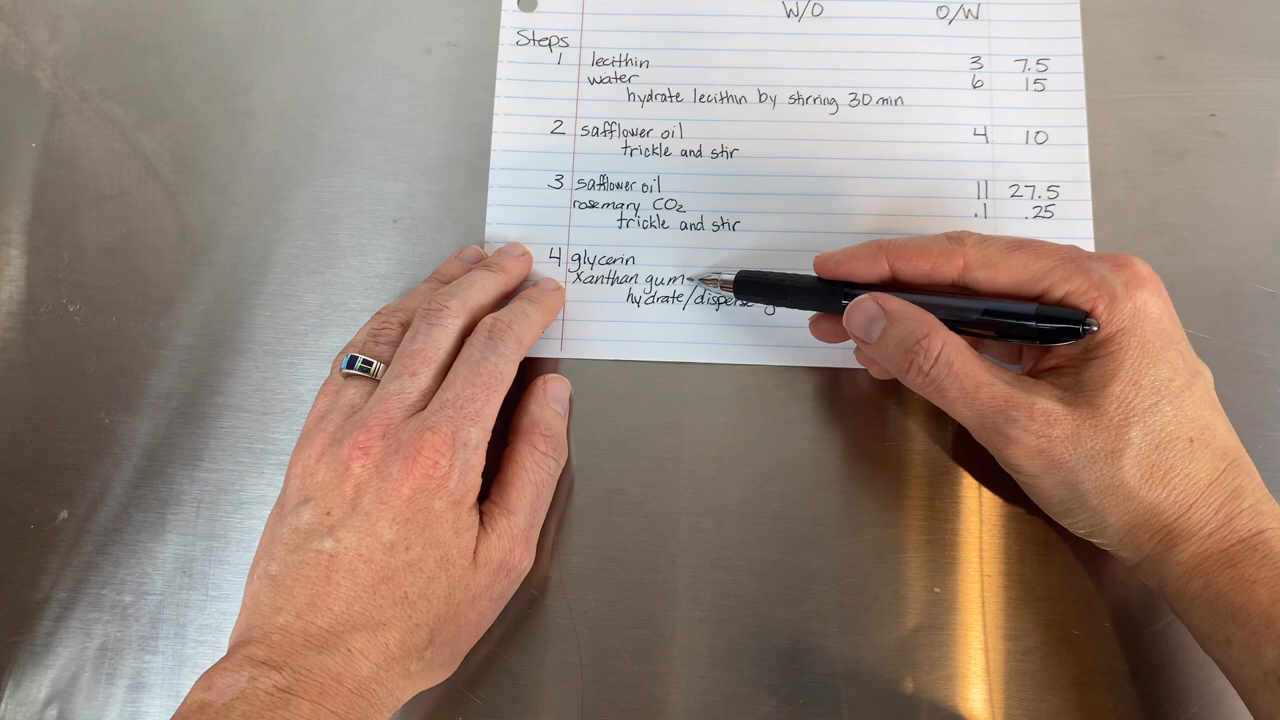 W/O O/W
Steps
1 lecithin 3 7.5
water 6 15
hydrate lecithin by stirring 30 min
2 safflower oil 4 10
trickle and stir
3 safflower oil 11 27.5
rosemary CO2 .1 .25
trickle and stir
4 glycerin
Xanthan gum
hydrate/disperse